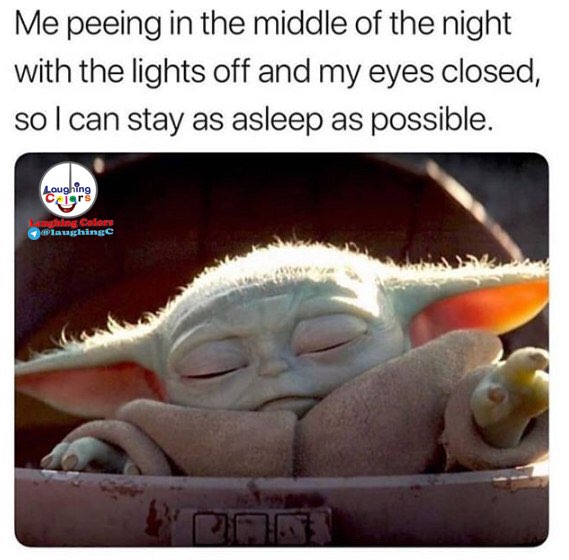 Me peeing in the middle of the night
with the lights off and my eyes closed,
so I can stay as asleep as possible.
Laughing
Colors
Laughing Colors
@laughingC